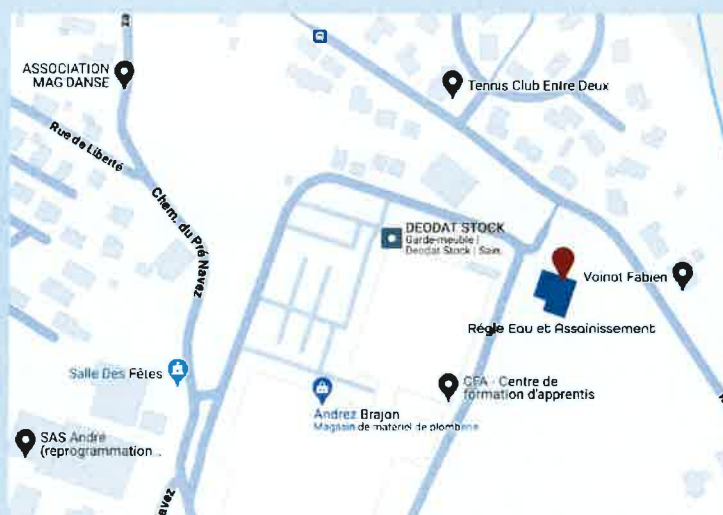 ASSOCIATION
MAG DANSE
Tennis Club Entre Deux
Rue de Liberté
Chem. du Pré Navez
DEODAT STOCK
Garde-meuble |
Deodat Stock | Sain
Voinot Fabien
Régie Eau et Assainissement
Salle Des Fêtes
CFA - Centre de
formation d'apprentis
Andrez Brajon
Magasin de matériel de plomberie
SAS André
(reprogrammation...
avez